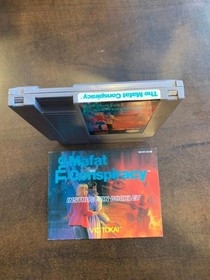 The Mafat Conspiracy
Mafat
Conspiracy
INSTRUCTION BOOKLET
VIC TOKAI